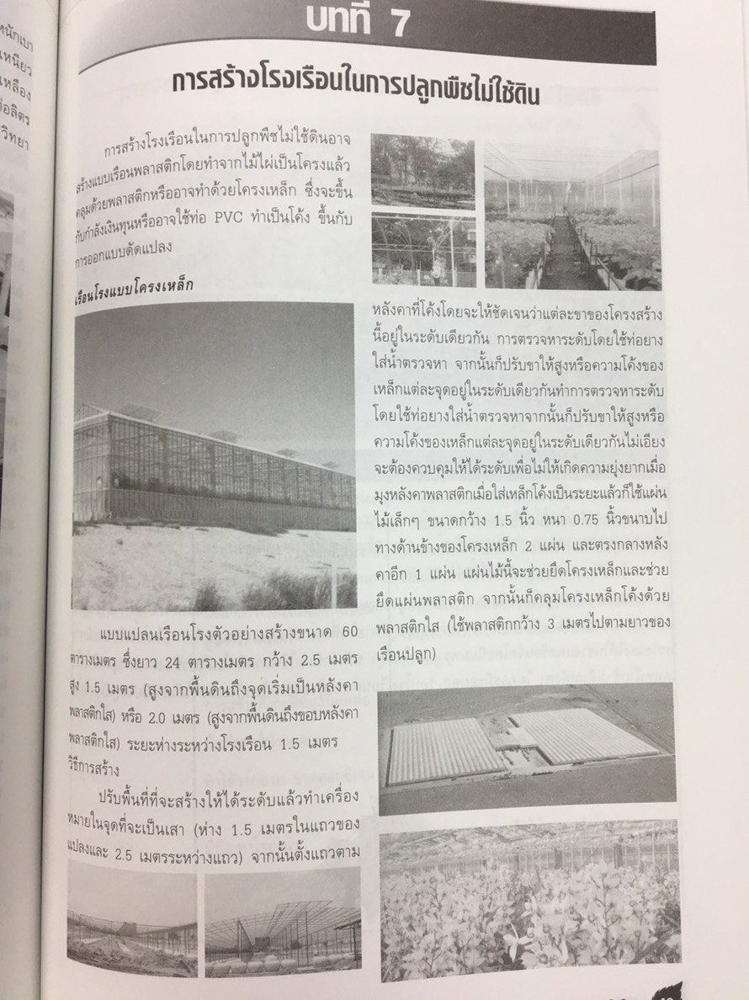 หนักเบา
เหนียว
เหลือง
ต่อลิตร
วิทยา
บทที่ 7
การสร้างโรงเรือนในการปลูกพืชไม่ใช้ดิน
การสร้างโรงเรือนในการปลูกพืชไม่ใช้ดินอาจ
สร้างแบบเรือนพลาสติกโดยทำจากไม้ไผ่เป็นโครงแล้ว
คลุมด้วยพลาสติกหรืออาจทำด้วยโครงเหล็ก ซึ่งจะขึ้น
กับกำลังเงินทุนหรืออาจใช้ท่อ PVC ทำเป็นโค้ง ขึ้นกับ
การออกแบบดัดแปลง
เรือนโรงแบบโครงเหล็ก
แบบแปลนเรือนโรงตัวอย่างสร้างขนาด 60
ตารางเมตร ซึ่งยาว 24 ตารางเมตร กว้าง 2.5 เมตร
สูง 1.5 เมตร (สูงจากพื้นดินถึงจุดเริ่มเป็นหลังคา
พลาสติกใส) หรือ 2.0 เมตร (สูงจากพื้นดินถึงขอบหลังคา
พลาสติกใส) ระยะห่างระหว่างโรงเรือน 1.5 เมตร
วิธีการสร้าง
ปรับพื้นที่ที่จะสร้างให้ได้ระดับแล้วทำเครื่อง
หมายในจุดที่จะเป็นเสา (ห่าง 1.5 เมตรในแถวของ
แปลงและ 2.5 เมตรระหว่างแถว) จากนั้นตั้งแถวตาม
หลังคาที่โค้งโดยจะให้ชัดเจนว่าแต่ละขาของโครงสร้าง
นี้อยู่ในระดับเดียวกัน การตรวจหาระดับโดยใช้ท่อยาง
ใส่น้ำตรวจหา จากนั้นก็ปรับขาให้สูงหรือความโค้งของ
เหล็กแต่ละจุดอยู่ในระดับเดียวกันทำการตรวจหาระดับ
โดยใช้ท่อยางใส่น้ำตรวจหาจากนั้นก็ปรับขาให้สูงหรือ
ความโค้งของเหล็กแต่ละจุดอยู่ในระดับเดียวกันไม่เอียง
จะต้องควบคุมให้ได้ระดับเพื่อไม่ให้เกิดความยุ่งยากเมื่อ
มุงหลังคาพลาสติกเมื่อใส่เหล็กโค้งเป็นระยะแล้วก็ใช้แผ่น
ไม้เล็กๆ ขนาดกว้าง 1.5 นิ้ว หนา 0.75 นิ้วขนาบไป
ทางด้านข้างของโครงเหล็ก 2 แผ่น และตรงกลางหลัง
คาอีก 1 แผ่น แผ่นไม้นี้จะช่วยยึดโครงเหล็กและช่วย
ยึดแผ่นพลาสติก จากนั้นก็คลุมโครงเหล็กโค้งด้วย
พลาสติกใส (ใช้พลาสติกกว้าง 3 เมตรไปตามยาวของ
เรือนปลูก)